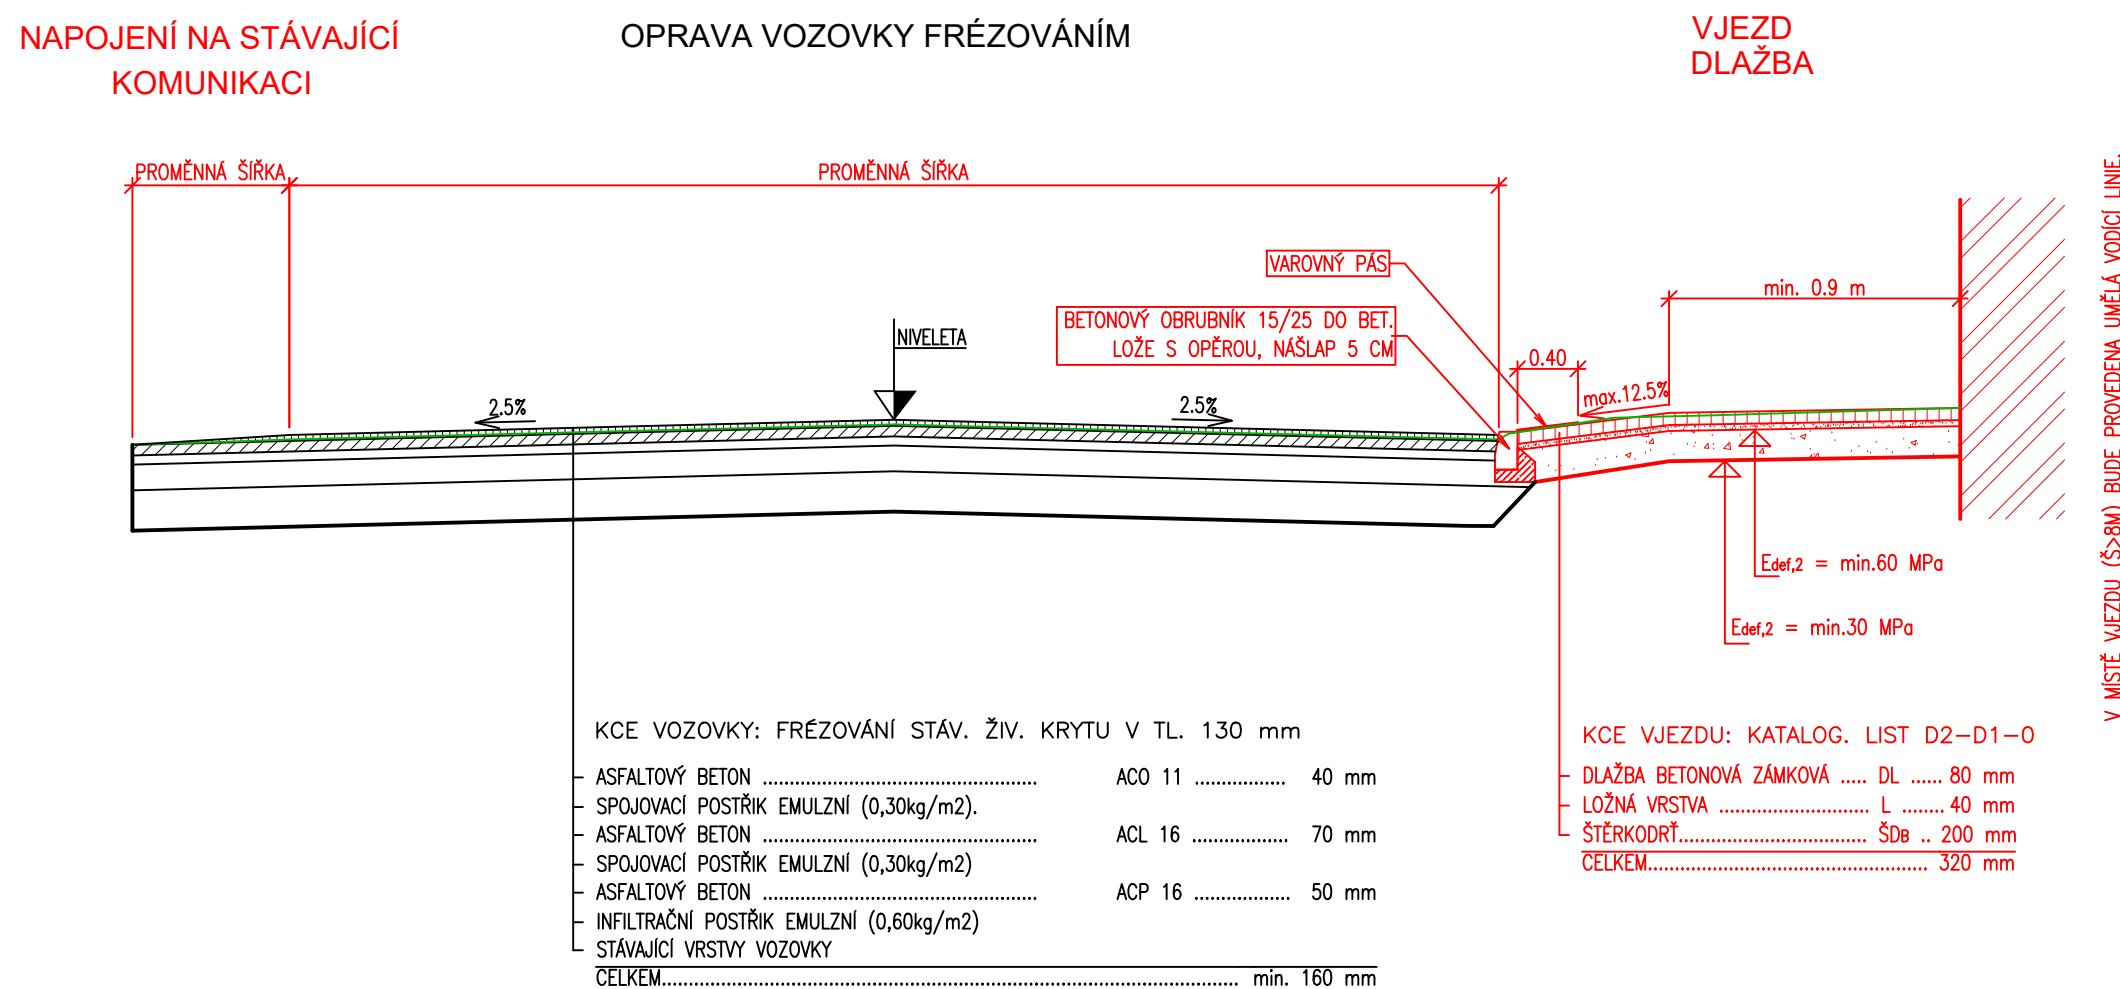 NAPOJENÍ NA STÁVAJÍCÍ
KOMUNIKACI
OPRAVA VOZOVKY FRÉZOVÁNÍM
VJEZD
DLAŽBA
PROMĚNNÁ ŠÍŘKA
PROMĚNNÁ ŠÍŘKA
VAROVNÝ PÁS
BETONOVÝ OBRUBNÍK 15/25 DO BET.
LOŽE S OPĚROU, NÁŠLAP 5 CM
NIVELETA
2.5%
2.5%
0.40
max.12.5%
min. 0.9 m
Edef,2 = min.60 MPa
Edef,2 = min.30 MPa
V MÍSTĚ VJEZDU (Š>8M) BUDE PROVEDENA UMĚLÁ VODÍCÍ LINIE.
KCE VOZOVKY: FRÉZOVÁNÍ STÁV. ŽIV. KRYTU V TL. 130 mm
ASFALTOVÝ BETON ................................................... ACO 11 ................. 40 mm
SPOJOVACÍ POSTŘIK EMULZNÍ (0,30kg/m2).
ASFALTOVÝ BETON ................................................... ACL 16 .................. 70 mm
SPOJOVACÍ POSTŘIK EMULZNÍ (0,30kg/m2)
ASFALTOVÝ BETON ................................................... ACP 16 .................. 50 mm
INFILTRAČNÍ POSTŘIK EMULZNÍ (0,60kg/m2)
STÁVAJÍCÍ VRSTVY VOZOVKY
CELKEM............................................................................................................ min. 160 mm
KCE VJEZDU: KATALOG. LIST D2-D1-O
DLAŽBA BETONOVÁ ZÁMKOVÁ ..... DL ...... 80 mm
LOŽNÁ VRSTVA ............................ L ........ 40 mm
ŠTĚRKODRŤ................................... ŠDB .. 200 mm
CELKEM.................................................... 320 mm